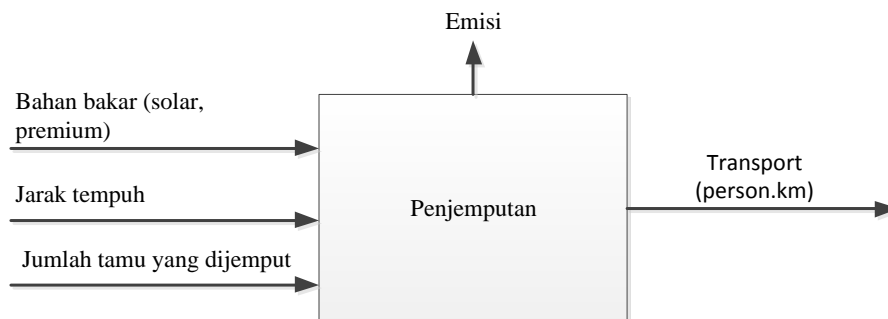 Emisi
Bahan bakar (solar,
premium)
Jarak tempuh
Jumlah tamu yang dijemput
Penjemputan
Transport
(person.km)